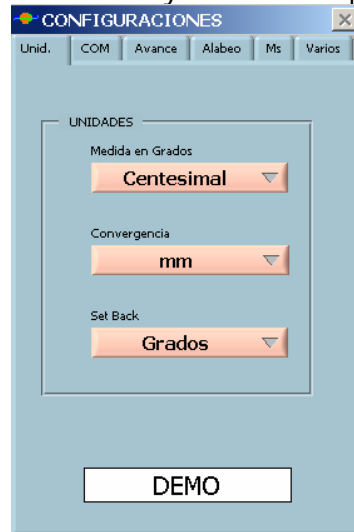 CONFIGURACIONES
Unid. COM Avance Alabeo Ms Varios
UNIDADES
Medida en Grados
Centesimal
Convergencia
mm
Set Back
Grados
DEMO